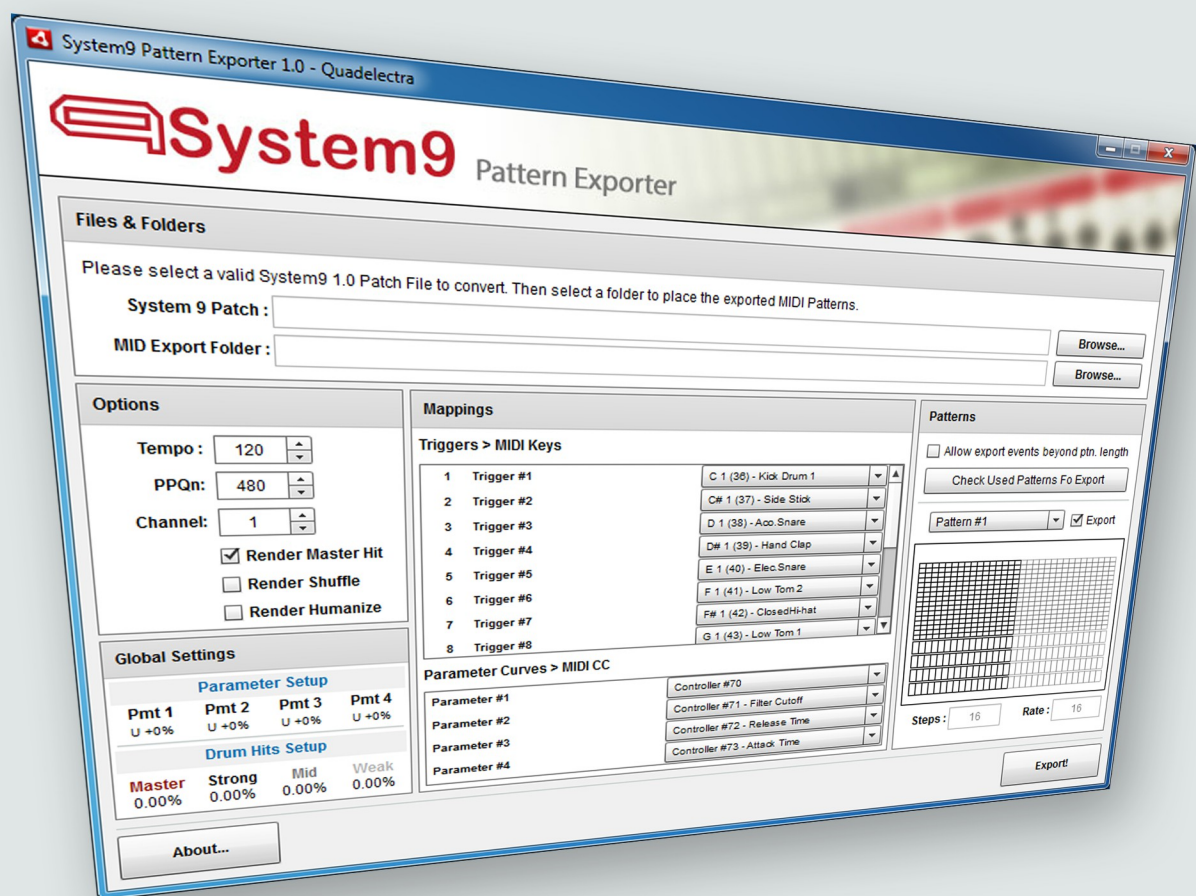 System9 Pattern Exporter 1.0 - Quadelectra
System9 Pattern Exporter
Files & Folders
Please select a valid System9 1.0 Patch File to convert. Then select a folder to place the exported MIDI Patterns.
System 9 Patch :
Browse...
MID Export Folder :
Browse...
Options
Tempo : 120
PPQn: 480
Channel: 1
Render Master Hit
Render Shuffle
Render Humanize
Global Settings
Parameter Setup
Pmt 1 Pmt 2 Pmt 3 Pmt 4
U +0% U +0% U +0% U +0%
Drum Hits Setup
Master Strong Mid Weak
0.00% 0.00% 0.00% 0.00%
About...
Mappings
Triggers > MIDI Keys
1 Trigger #1 C 1 (36) - Kick Drum 1
2 Trigger #2 C# 1 (37) - Side Stick
3 Trigger #3 D 1 (38) - Aco.Snare
4 Trigger #4 D# 1 (39) - Hand Clap
5 Trigger #5 E 1 (40) - Elec.Snare
6 Trigger #6 F 1 (41) - Low Tom 2
7 Trigger #7 F# 1 (42) - ClosedHi-hat
8 Trigger #8 G 1 (43) - Low Tom 1
Parameter Curves > MIDI CC
Parameter #1 Controller #70
Parameter #2 Controller #71 - Filter Cutoff
Parameter #3 Controller #72 - Release Time
Parameter #4 Controller #73 - Attack Time
Patterns
Allow export events beyond ptn. length
Check Used Patterns Fo Export
Pattern #1 Export
Steps : 16 Rate : 16
Export!